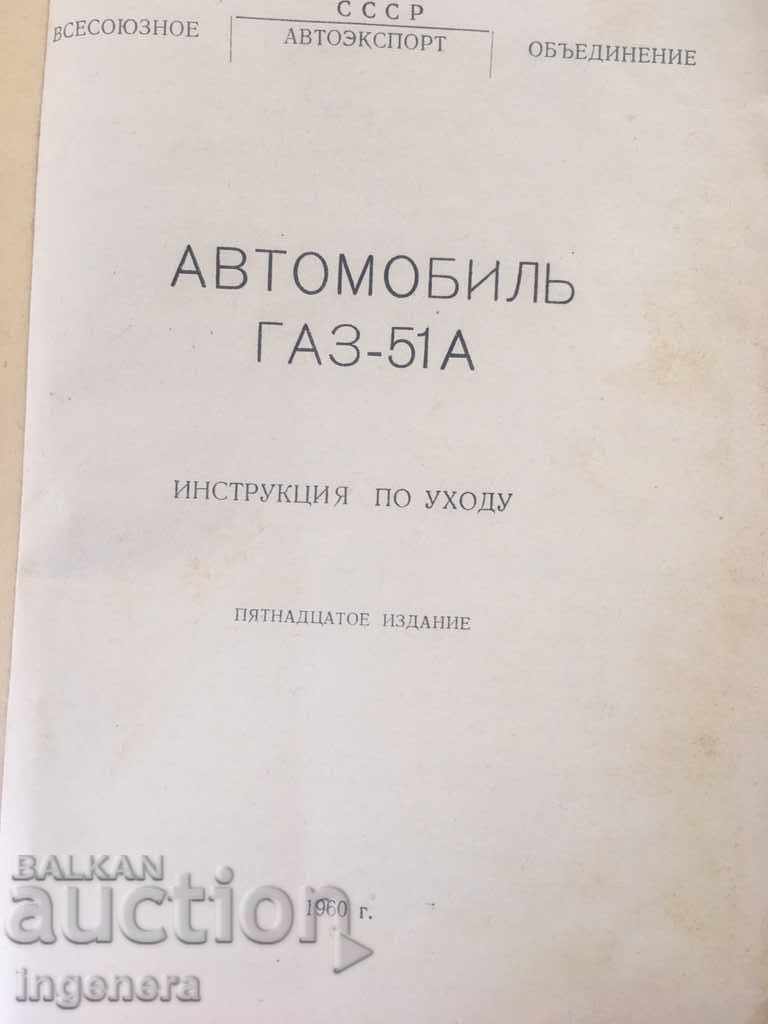 СССР
ВСЕСОЮЗНОЕ АВТОЭКСПОРТ ОБЪЕДИНЕНИЕ
АВТОМОБИЛЬ
ГАЗ-51А
ИНСТРУКЦИЯ ПО УХОДУ
ПЯТНАДЦАТОЕ ИЗДАНИЕ
1960 г.
BALKAN
auction
ingenera